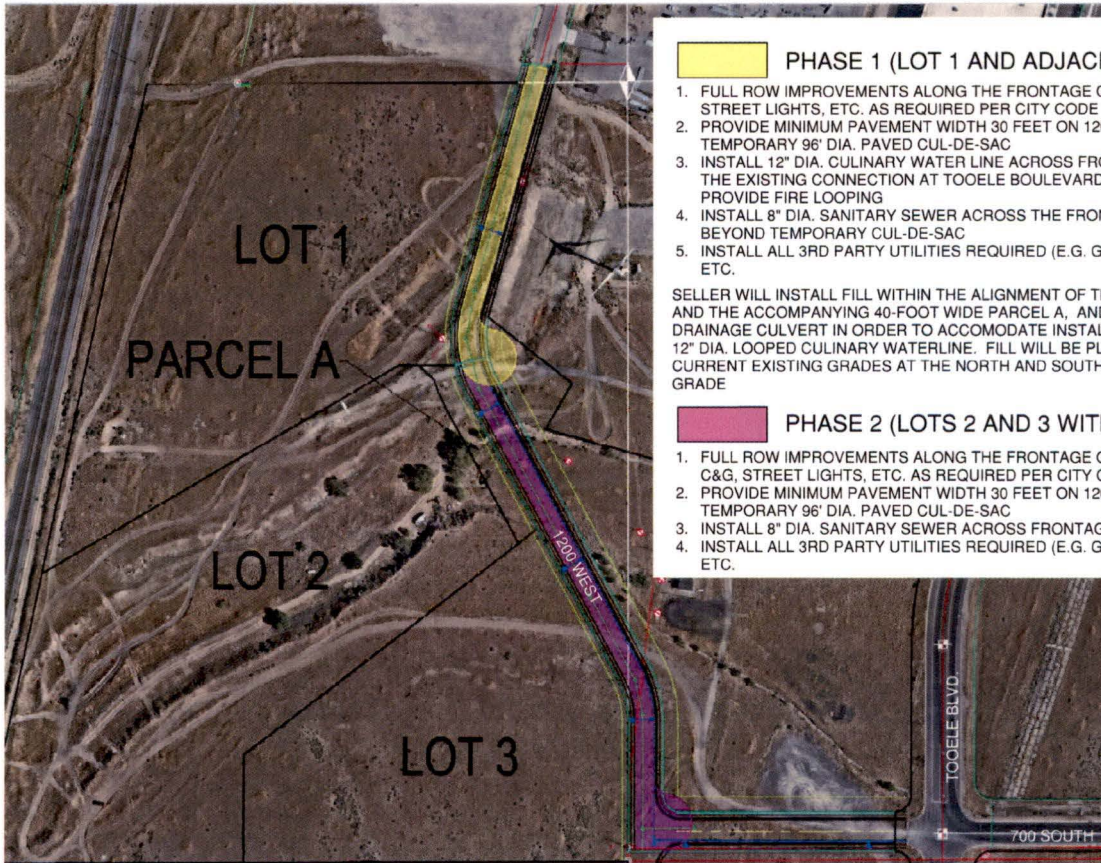 PHASE 1 (LOT 1 AND ADJAC
1. FULL ROW IMPROVEMENTS ALONG THE FRONTAGE
STREET LIGHTS, ETC. AS REQUIRED PER CITY CODE
2. PROVIDE MINIMUM PAVEMENT WIDTH 30 FEET ON 12
TEMPORARY 96' DIA. PAVED CUL-DE-SAC
3. INSTALL 12" DIA. CULINARY WATER LINE ACROSS FRO
THE EXISTING CONNECTION AT TOOELE BOULEVARD
PROVIDE FIRE LOOPING
4. INSTALL 8" DIA. SANITARY SEWER ACROSS THE FRON
BEYOND TEMPORARY CUL-DE-SAC
5. INSTALL ALL 3RD PARTY UTILITIES REQUIRED (E.G. G
ETC.
SELLER WILL INSTALL FILL WITHIN THE ALIGNMENT OF T
AND THE ACCOMPANYING 40-FOOT WIDE PARCEL A, AND
DRAINAGE CULVERT IN ORDER TO ACCOMODATE INSTAL
12" DIA. LOOPED CULINARY WATERLINE. FILL WILL BE PL
CURRENT EXISTING GRADES AT THE NORTH AND SOUTH
GRADE
PHASE 2 (LOTS 2 AND 3 WIT
1. FULL ROW IMPROVEMENTS ALONG THE FRONTAGE
C&G, STREET LIGHTS, ETC. AS REQUIRED PER CITY C
2. PROVIDE MINIMUM PAVEMENT WIDTH 30 FEET ON 12
TEMPORARY 96' DIA. PAVED CUL-DE-SAC
3. INSTALL 8" DIA. SANITARY SEWER ACROSS FRONTAG
4. INSTALL ALL 3RD PARTY UTILITIES REQUIRED (E.G. G
ETC.
LOT 1
PARCEL A
LOT 2
1200 WEST
LOT 3
TOOELE BLVD
700 SOUTH